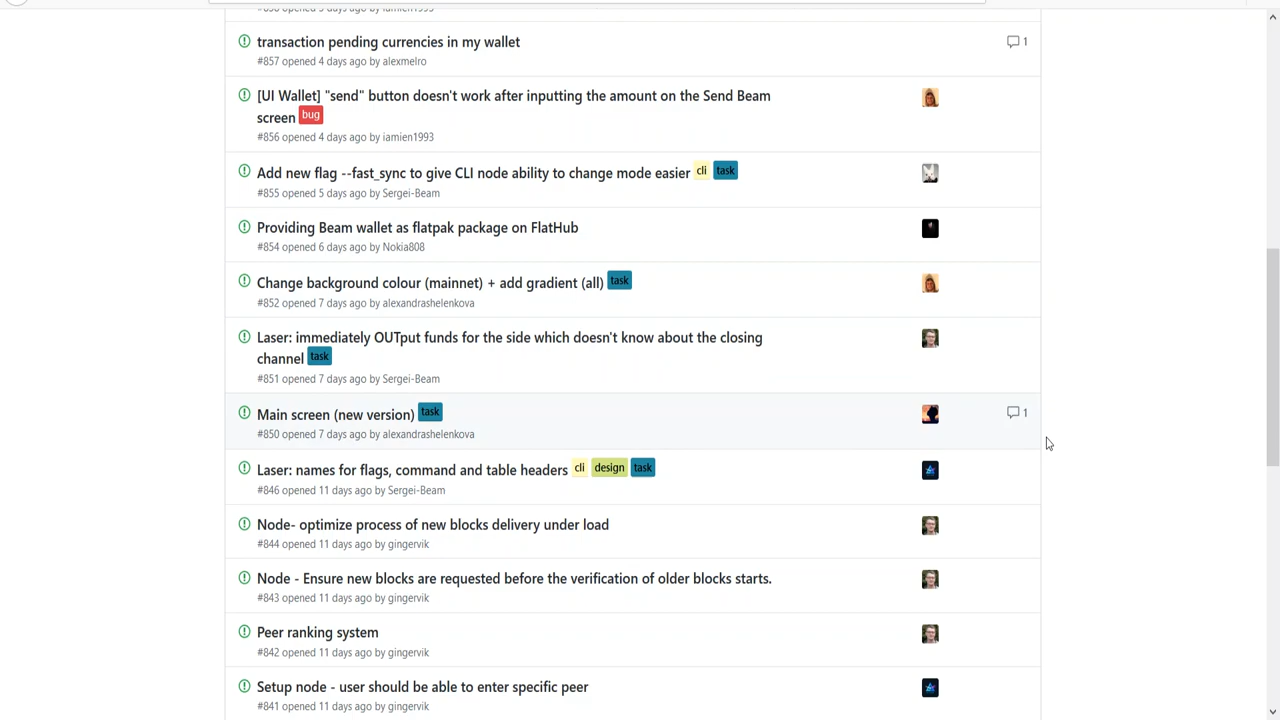 #858 opened 3 days ago by iamien1993
transaction pending currencies in my wallet
1
#857 opened 4 days ago by alexmelro
[UI Wallet] "send" button doesn't work after inputting the amount on the Send Beam
screen bug
#856 opened 4 days ago by iamien1993
Add new flag --fast_sync to give CLI node ability to change mode easier cli task
#855 opened 5 days ago by Sergei-Beam
Providing Beam wallet as flatpak package on FlatHub
#854 opened 6 days ago by Nokia808
Change background colour (mainnet) + add gradient (all) task
#852 opened 7 days ago by alexandrashelenkova
Laser: immediately OUTput funds for the side which doesn't know about the closing
channel task
#851 opened 7 days ago by Sergei-Beam
Main screen (new version) task
1
#850 opened 7 days ago by alexandrashelenkova
Laser: names for flags, command and table headers cli design task
#846 opened 11 days ago by Sergei-Beam
Node- optimize process of new blocks delivery under load
#844 opened 11 days ago by gingervik
Node - Ensure new blocks are requested before the verification of older blocks starts.
#843 opened 11 days ago by gingervik
Peer ranking system
#842 opened 11 days ago by gingervik
Setup node - user should be able to enter specific peer
#841 opened 11 days ago by gingervik